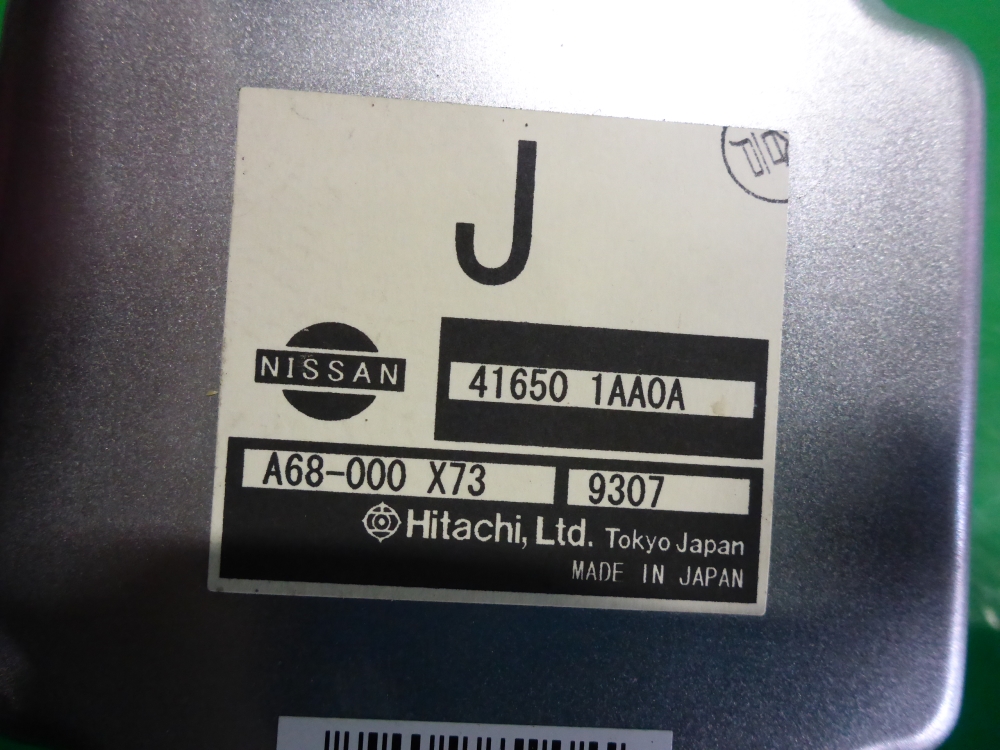 J
NISSAN
41650 1AA0A
A68-000 X73
9307
Hitachi, Ltd. Tokyo Japan
MADE IN JAPAN